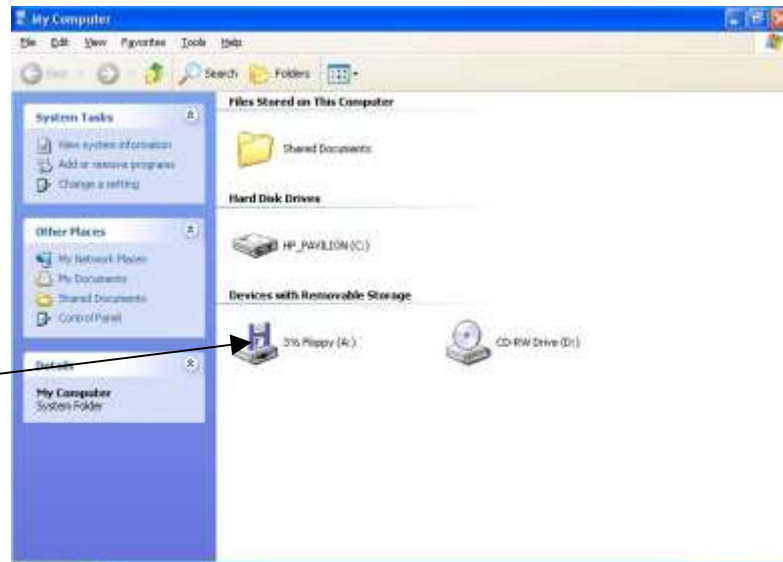 My Computer
File Edit View Favorites Tools Help
Back Search Folders
System Tasks
View system information
Add or remove programs
Change a setting
Other Places
My Network Places
My Documents
Shared Documents
Control Panel
Details
My Computer
System Folder
Files Stored on This Computer
Shared Documents
Hard Disk Drives
HP_PAVILION (C:)
Devices with Removable Storage
3½ Floppy (A:)
CD-RW Drive (D:)